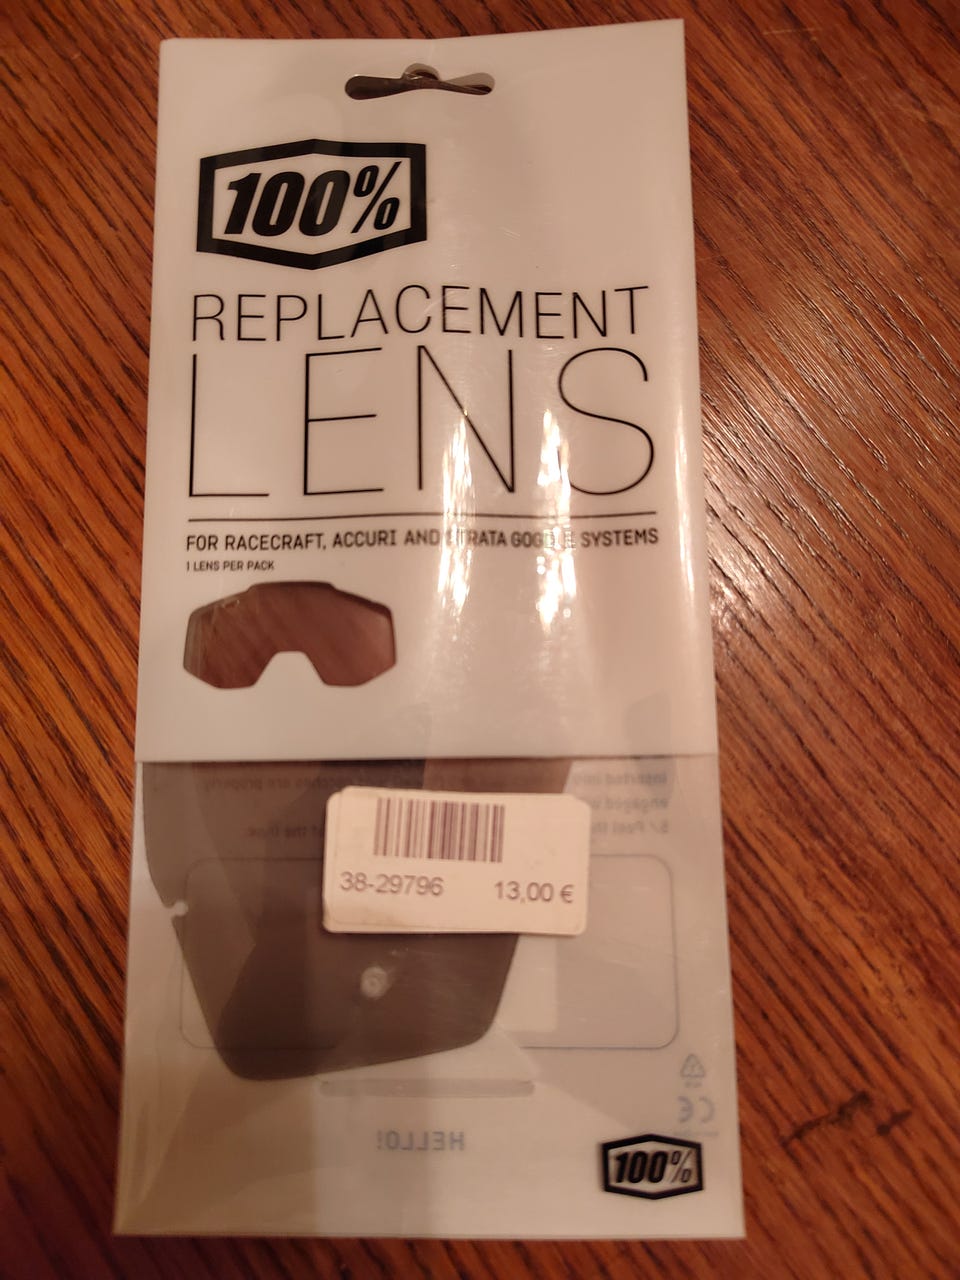 100%
REPLACEMENT
LENS
FOR RACECRAFT, ACCURI AND STRATA GOGGLE SYSTEMS
1 LENS PER PACK
38-29796 13,00 €
HELLO!
CE
100%